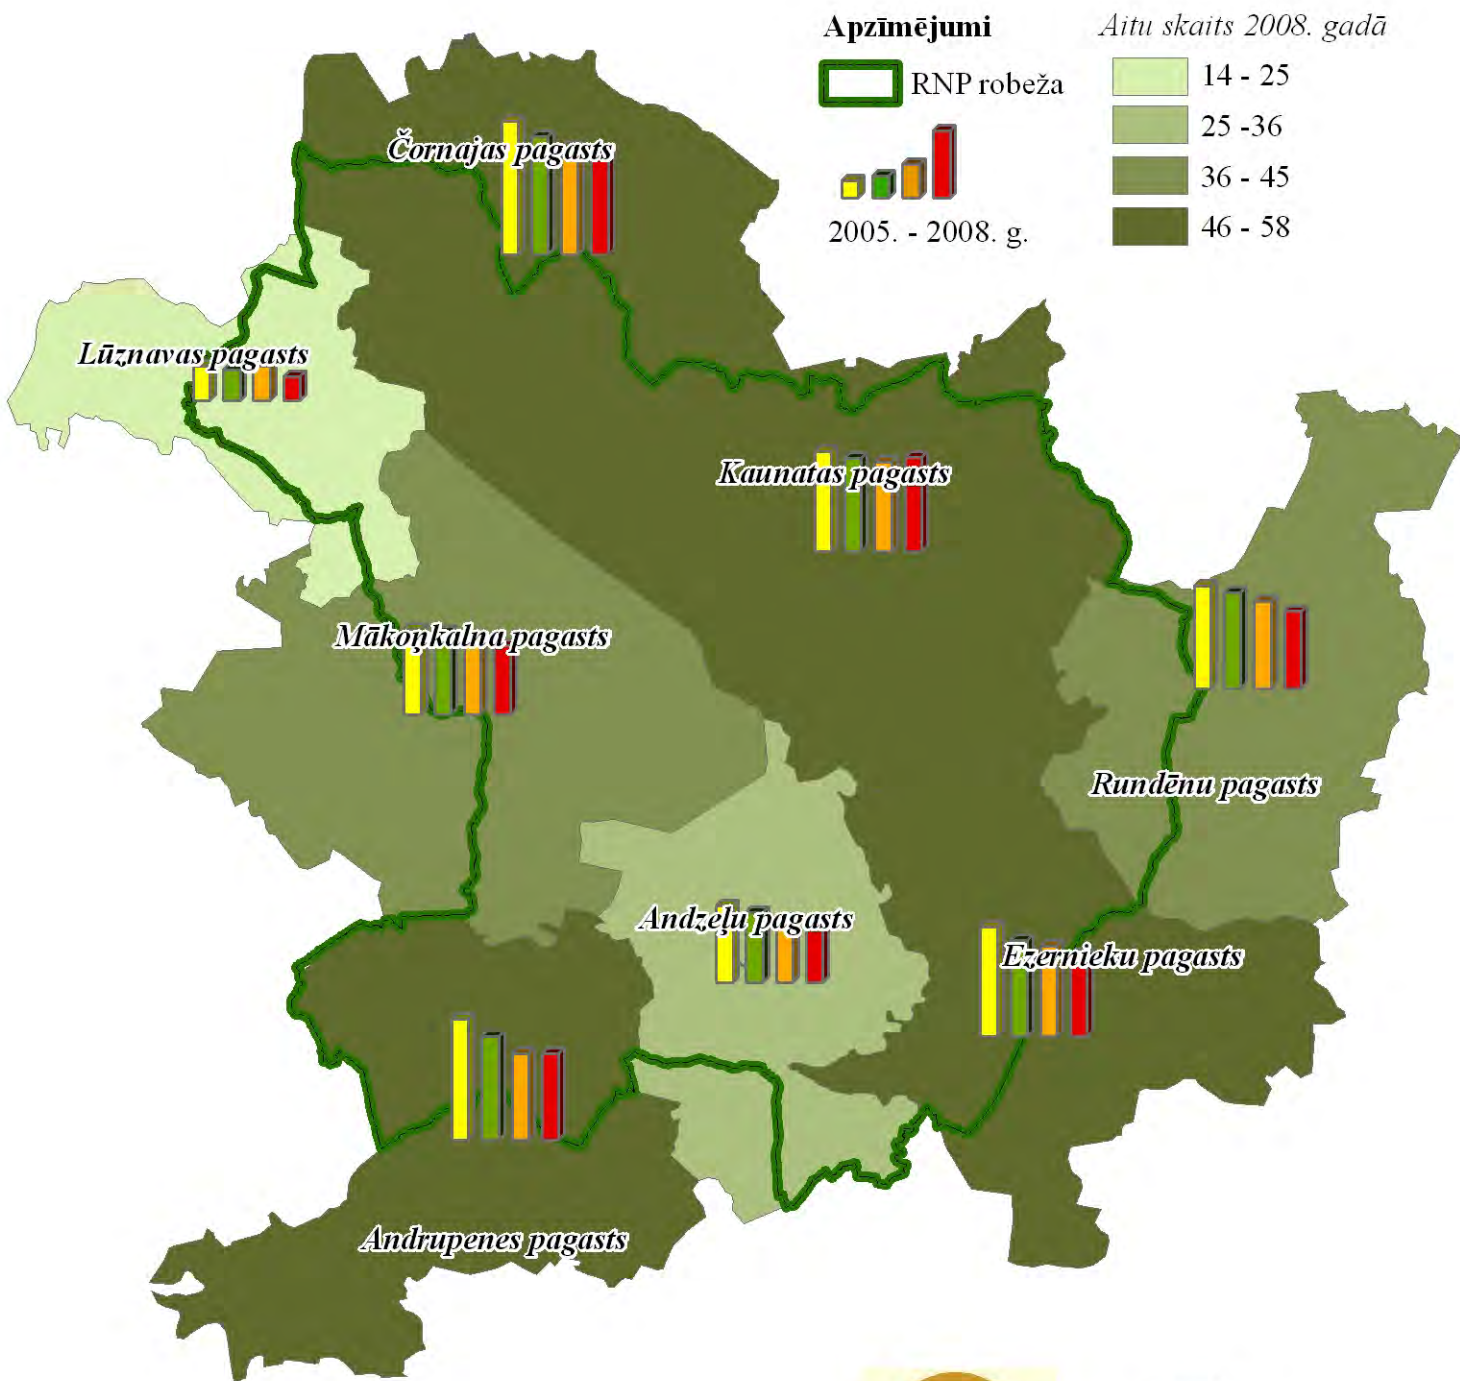 Apzīmējumi
RNP robeža
2005. - 2008. g.
Aitu skaits 2008. gadā
14 - 25
25 -36
36 - 45
46 - 58
Čornajas pagasts
Lūznavas pagasts
Kaunatas pagasts
Mākoņkalna pagasts
Rundēnu pagasts
Andzeļu pagasts
Ezernieku pagasts
Andrupenes pagasts